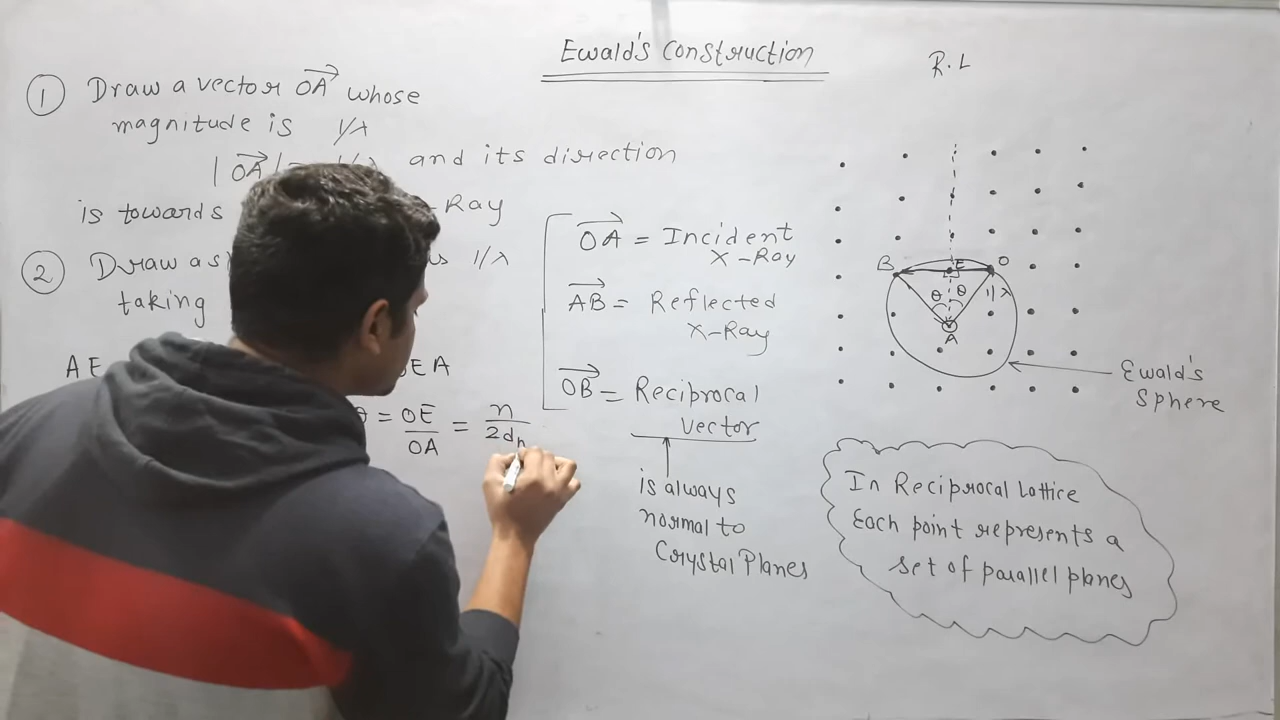 Ewald's Construction
R.L
1 Draw a vector OA whose
magnitude is 1/λ
|OA| = 1/λ and its direction
is towards -Ray
2 Draw a 1/λ
taking
AE EA
θ = OE/OA = n/2dh
OA = Incident
X-Ray
AB = Reflected
X-Ray
OB = Reciprocal
vector
is always
normal to
Crystal Planes
B E O
θ θ 1/λ
A
Ewald's
Sphere
In Reciprocal Lattice
Each point represents a
set of parallel planes